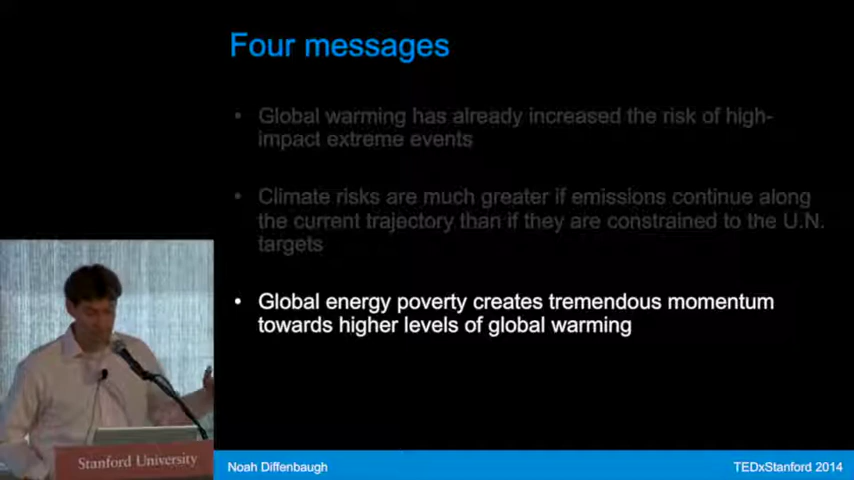 Four messages
• Global warming has already increased the risk of high-
impact extreme events
• Climate risks are much greater if emissions continue along
the current trajectory than if they are constrained to the U.N.
targets
• Global energy poverty creates tremendous momentum
towards higher levels of global warming
Stanford University
Noah Diffenbaugh
TEDxStanford 2014